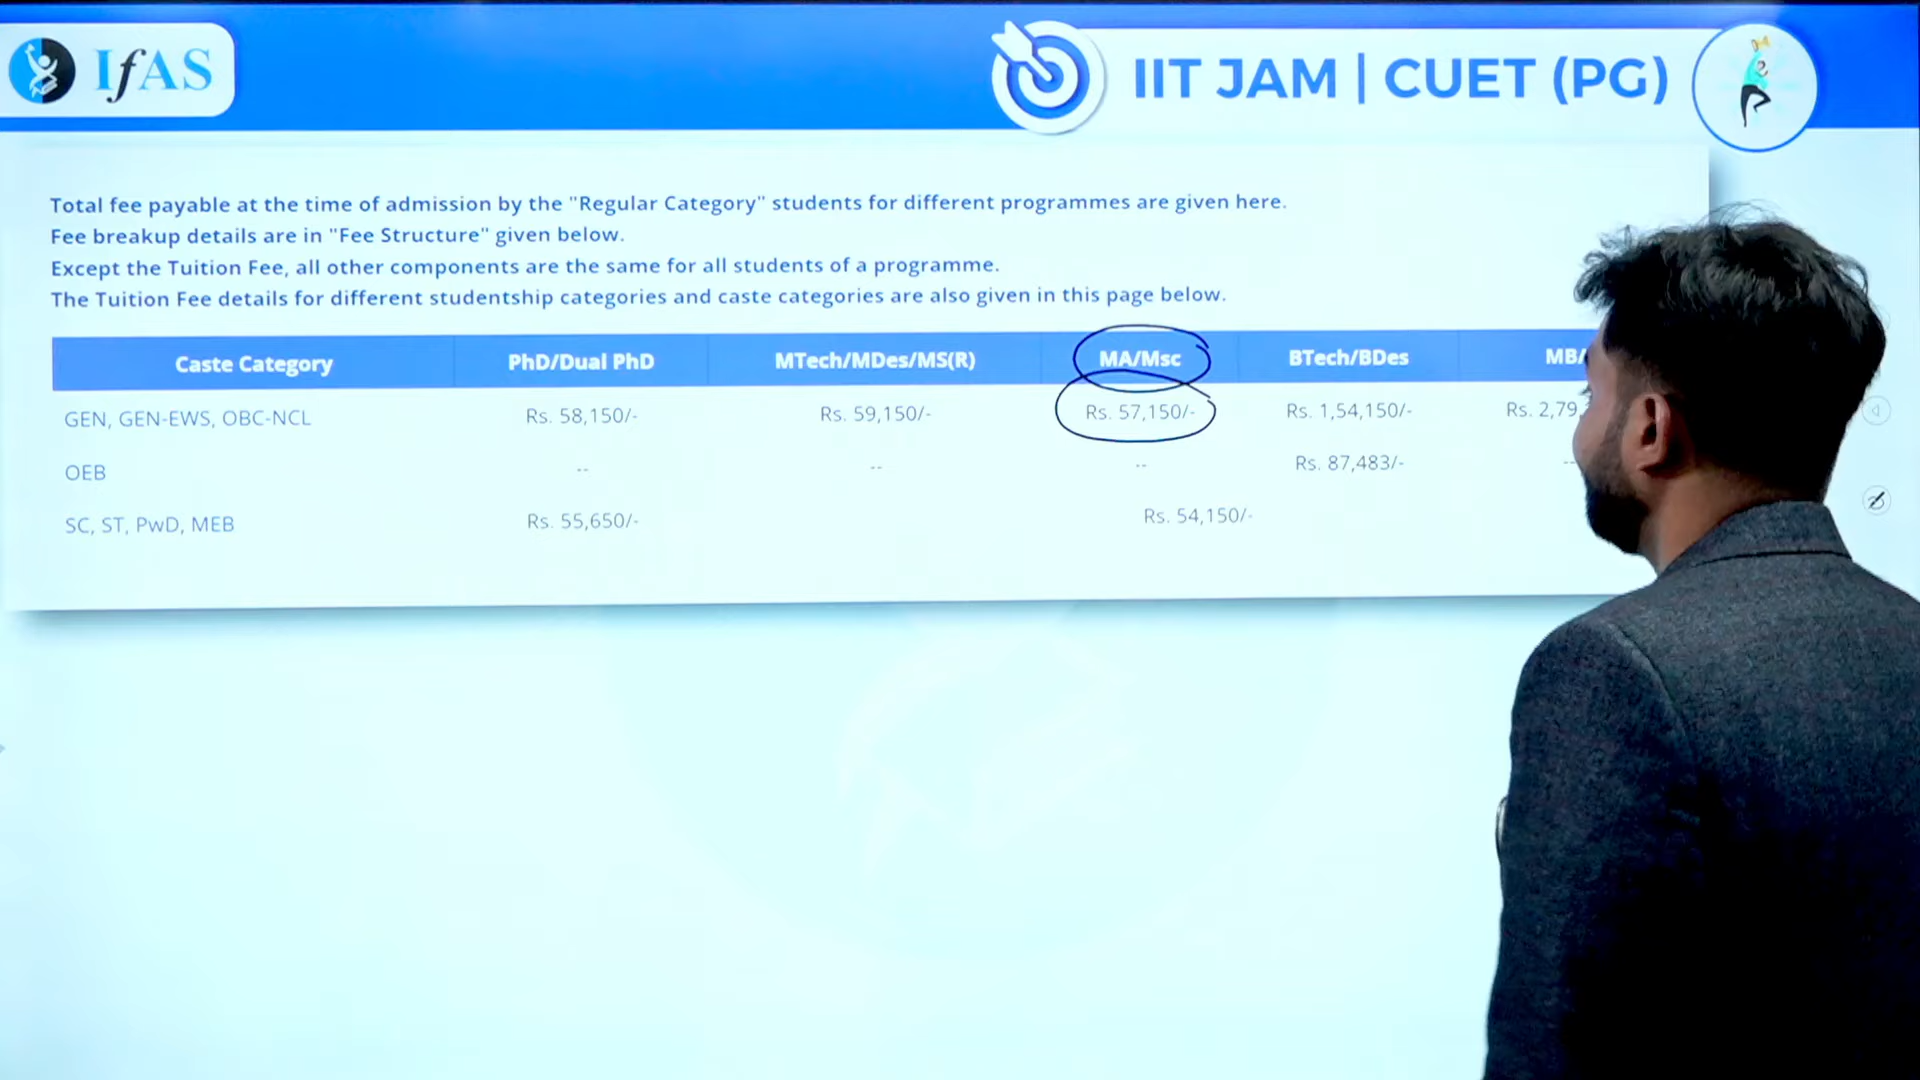 IfAS
IIT JAM | CUET (PG)
Total fee payable at the time of admission by the "Regular Category" students for different programmes are given here.
Fee breakup details are in "Fee Structure" given below.
Except the Tuition Fee, all other components are the same for all students of a programme.
The Tuition Fee details for different studentship categories and caste categories are also given in this page below.
Caste Category PhD/Dual PhD MTech/MDes/MS(R) MA/Msc BTech/BDes
GEN, GEN-EWS, OBC-NCL Rs. 58,150/- Rs. 59,150/- Rs. 57,150/- Rs. 1,54,150/- Rs. 2,79,
OEB -- -- -- Rs. 87,483/- --
SC, ST, PwD, MEB Rs. 55,650/- Rs. 54,150/-